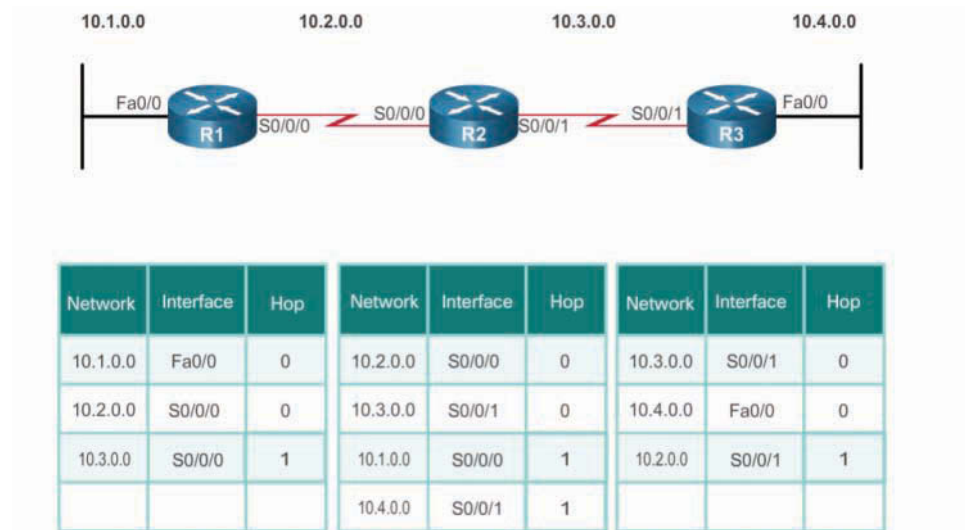 10.1.0.0 10.2.0.0 10.3.0.0 10.4.0.0
Fa0/0 R1 S0/0/0 S0/0/0 R2 S0/0/1 S0/0/1 R3 Fa0/0
Network Interface Hop Network Interface Hop Network Interface Hop
10.1.0.0 Fa0/0 0 10.2.0.0 S0/0/0 0 10.3.0.0 S0/0/1 0
10.2.0.0 S0/0/0 0 10.3.0.0 S0/0/1 0 10.4.0.0 Fa0/0 0
10.3.0.0 S0/0/0 1 10.1.0.0 S0/0/0 1 10.2.0.0 S0/0/1 1
10.4.0.0 S0/0/1 1